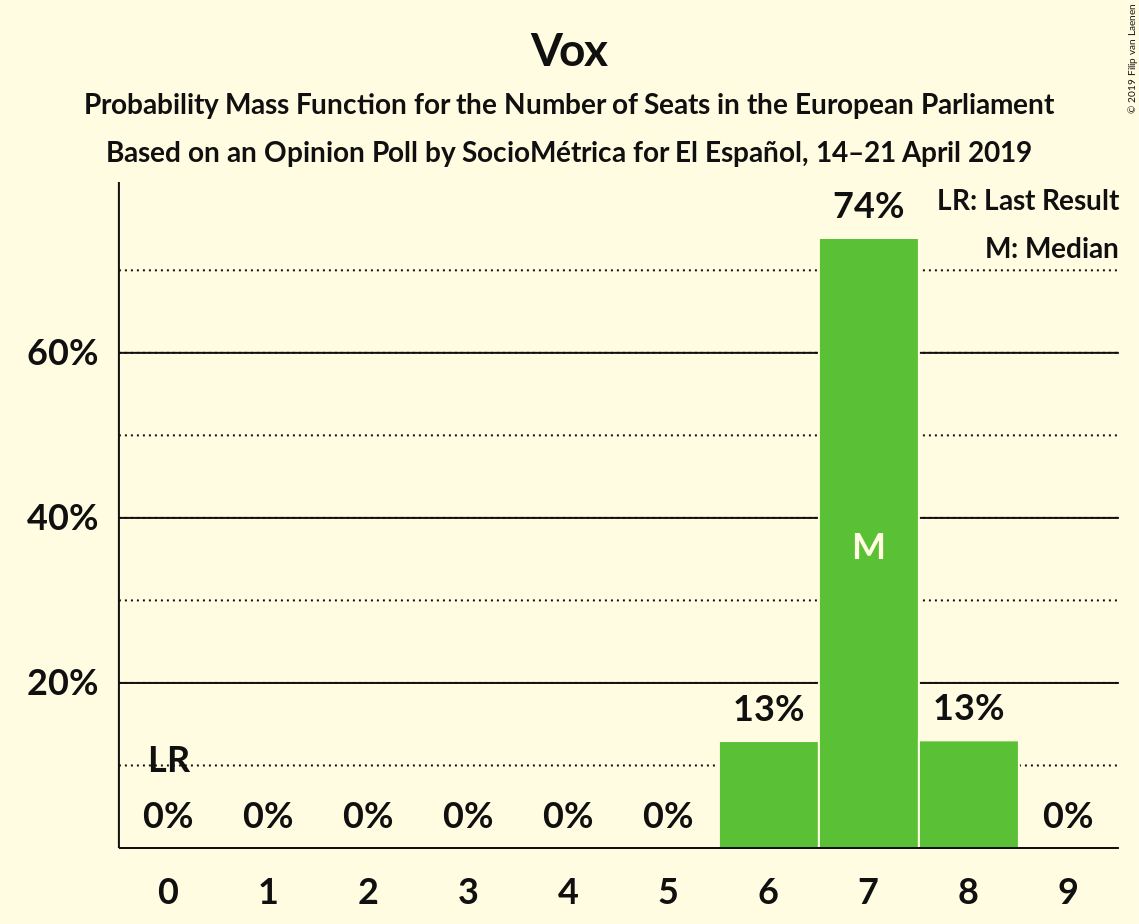 Vox
Probability Mass Function for the Number of Seats in the European Parliament
Based on an Opinion Poll by SocioMétrica for El Español, 14–21 April 2019
© 2019 Filip van Laenen
LR: Last Result
M: Median
74%
60%
40%
M
20%
13%
13%
LR
0%
0%
0%
0%
0%
0%
0%
0
1
2
3
4
5
6
7
8
9